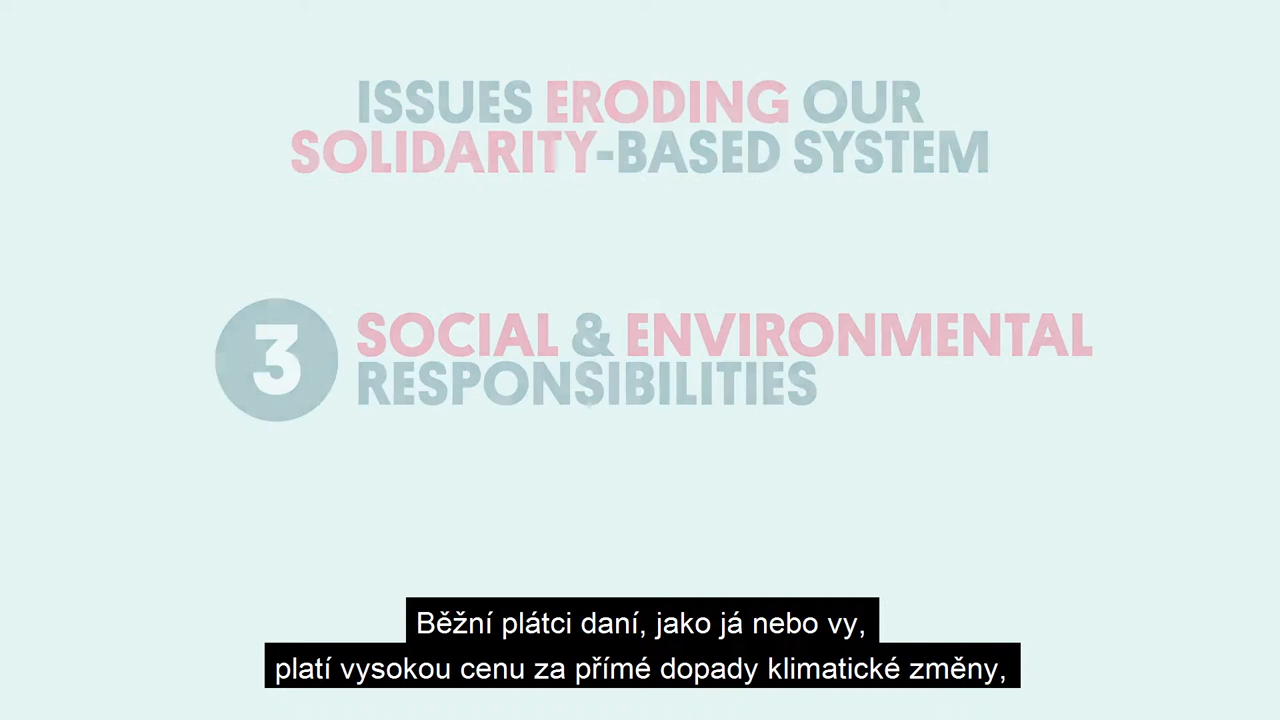 ISSUES ERODING OUR
SOLIDARITY-BASED SYSTEM
3
SOCIAL & ENVIRONMENTAL
RESPONSIBILITIES
Běžní plátci daní, jako já nebo vy,
platí vysokou cenu za přímé dopady klimatické změny,